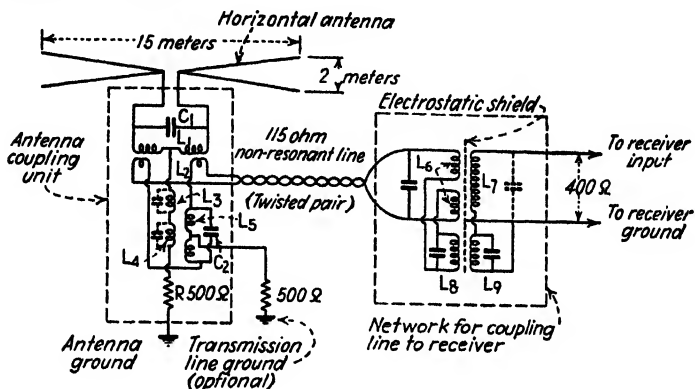 Horizontal antenna
15 meters
2 meters
Antenna
coupling
unit
C1
L1
L2
L3
L4
L5
C2
R 500 Ω
500 Ω
Antenna
ground
Transmission
line ground
(optional)
115 ohm
non-resonant line
(Twisted pair)
Electrostatic shield
L6
L7
L8
L9
400 Ω
To receiver
input
To receiver
ground
Network for coupling
line to receiver